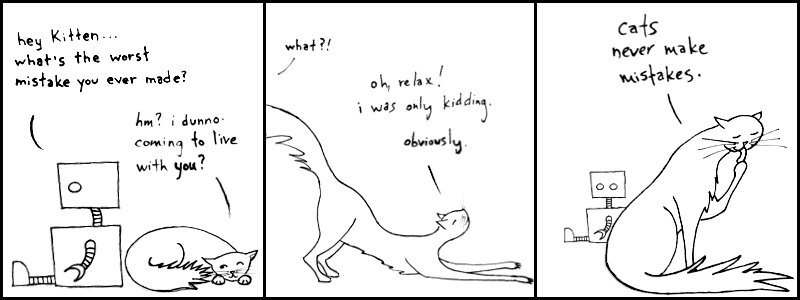 hey Kitten...
what's the worst
mistake you ever made?
hm? i dunno.
coming to live
with you?
what?!
oh, relax!
i was only kidding.
obviously.
cats
never make
mistakes.